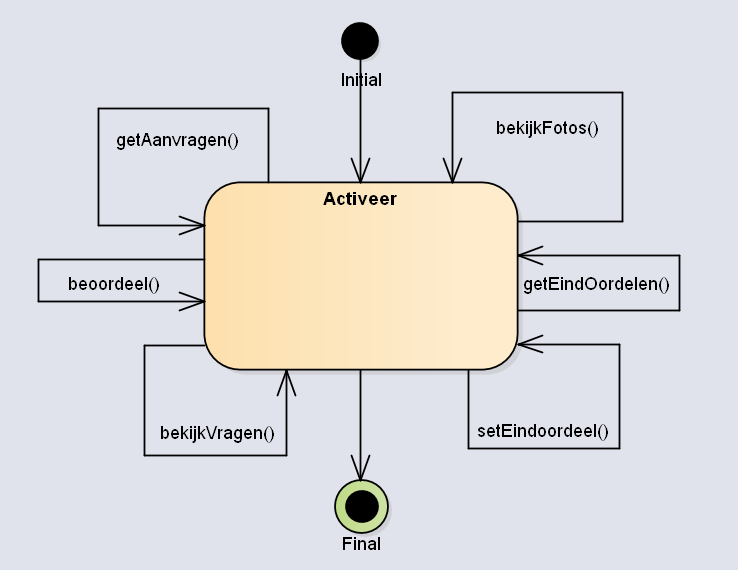 Initial
bekijkFotos()
getAanvragen()
Activeer
beoordeel()
getEindOordelen()
bekijkVragen()
setEindoordeel()
Final